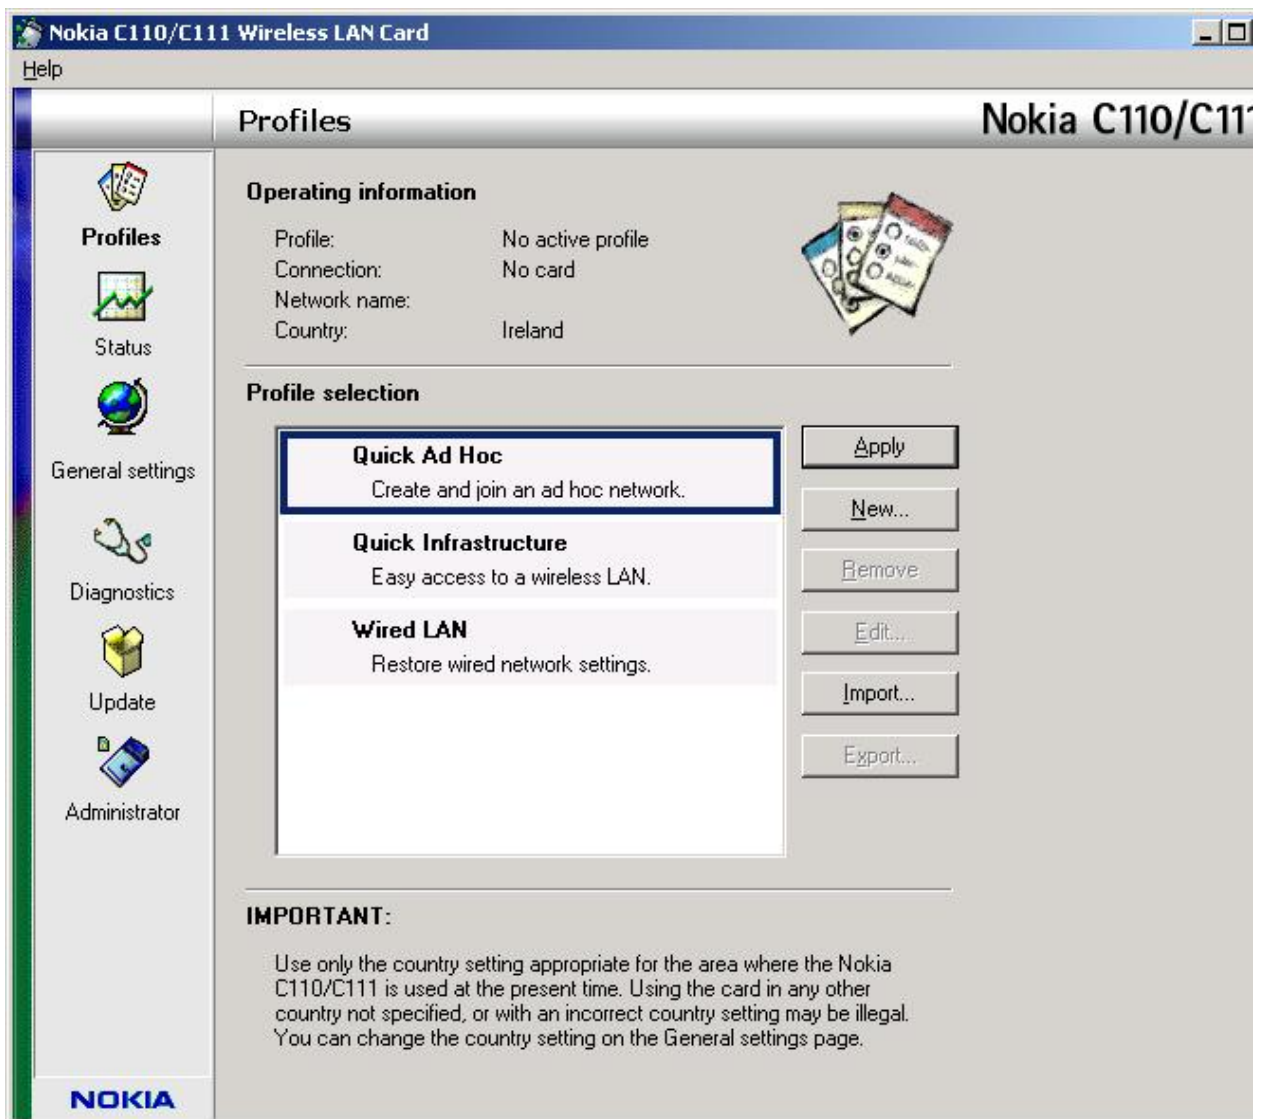 Nokia C110/C111 Wireless LAN Card
Help
Profiles
Nokia C110/C111
Profiles
Status
General settings
Diagnostics
Update
Administrator
NOKIA
Operating information
Profile: No active profile
Connection: No card
Network name:
Country: Ireland
Profile selection
Quick Ad Hoc
Create and join an ad hoc network.
Quick Infrastructure
Easy access to a wireless LAN.
Wired LAN
Restore wired network settings.
Apply
New...
Remove
Edit...
Import...
Export...
IMPORTANT:
Use only the country setting appropriate for the area where the Nokia
C110/C111 is used at the present time. Using the card in any other
country not specified, or with an incorrect country setting may be illegal.
You can change the country setting on the General settings page.